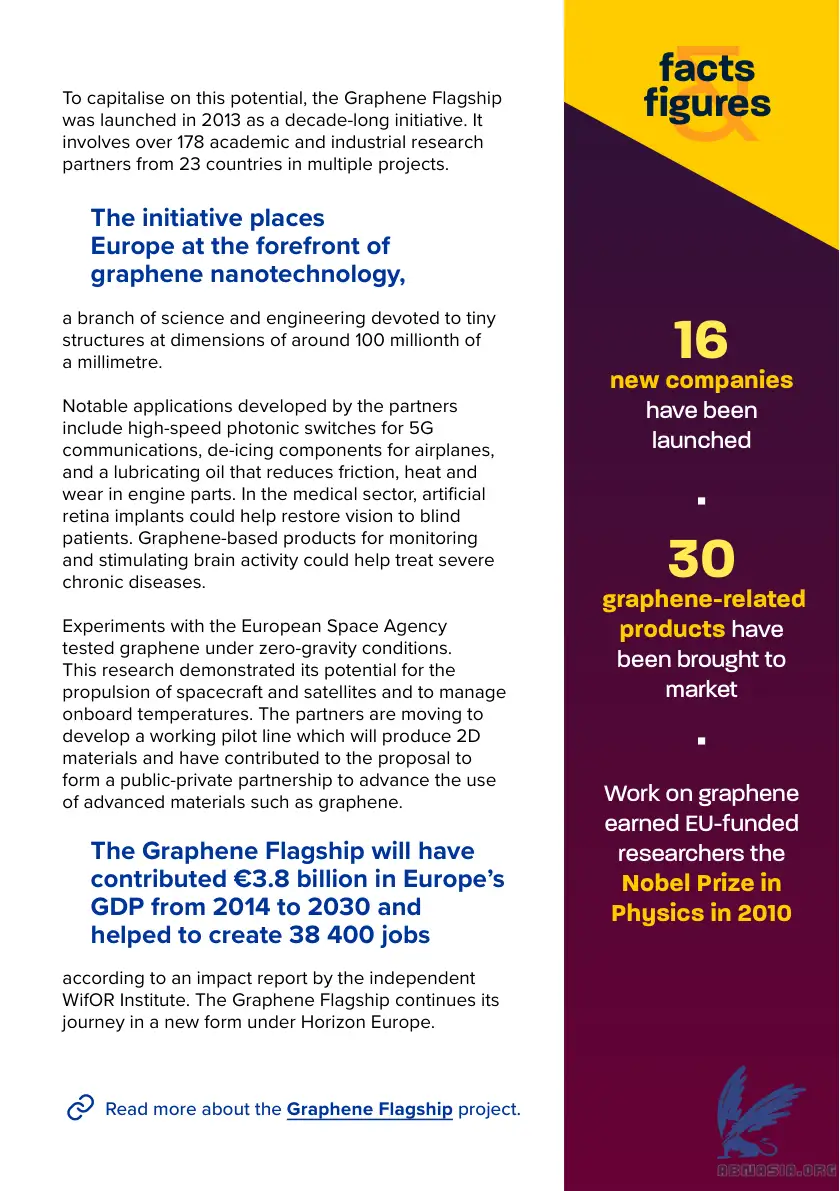 To capitalise on this potential, the Graphene Flagship
was launched in 2013 as a decade-long initiative. It
involves over 178 academic and industrial research
partners from 23 countries in multiple projects.
The initiative places
Europe at the forefront of
graphene nanotechnology,
a branch of science and engineering devoted to tiny
structures at dimensions of around 100 millionth of
a millimetre.
Notable applications developed by the partners
include high-speed photonic switches for 5G
communications, de-icing components for airplanes,
and a lubricating oil that reduces friction, heat and
wear in engine parts. In the medical sector, artificial
retina implants could help restore vision to blind
patients. Graphene-based products for monitoring
and stimulating brain activity could help treat severe
chronic diseases.
Experiments with the European Space Agency
tested graphene under zero-gravity conditions.
This research demonstrated its potential for the
propulsion of spacecraft and satellites and to manage
onboard temperatures. The partners are moving to
develop a working pilot line which will produce 2D
materials and have contributed to the proposal to
form a public-private partnership to advance the use
of advanced materials such as graphene.
The Graphene Flagship will have
contributed €3.8 billion in Europe's
GDP from 2014 to 2030 and
helped to create 38 400 jobs
according to an impact report by the independent
WifOR Institute. The Graphene Flagship continues its
journey in a new form under Horizon Europe.
Read more about the Graphene Flagship project.
facts
&
figures
16
new companies
have been
launched
30
graphene-related
products have
been brought to
market
Work on graphene
earned EU-funded
researchers the
Nobel Prize in
Physics in 2010
ABNASIA.ORG